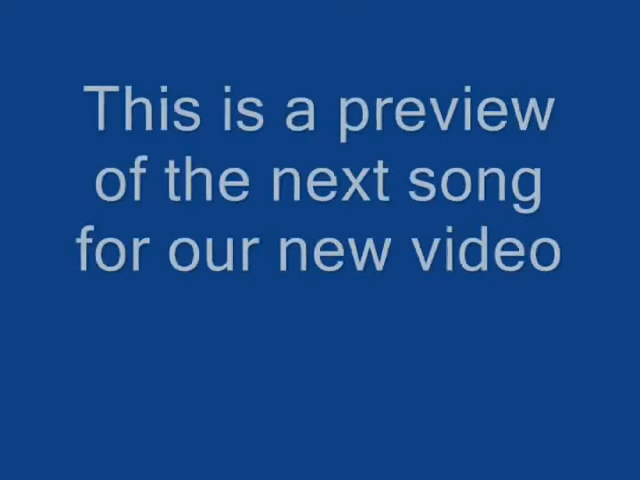 This is a preview
of the next song
for our new video